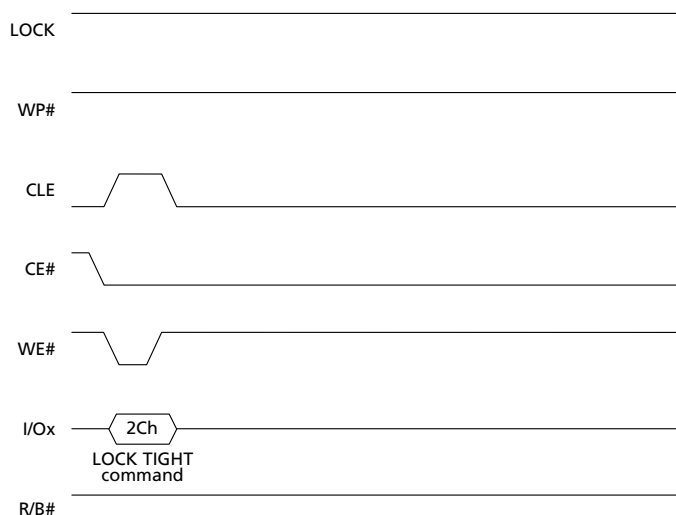 LOCK
WP#
CLE
CE#
WE#
I/Ox
2Ch
LOCK TIGHT
command
R/B#